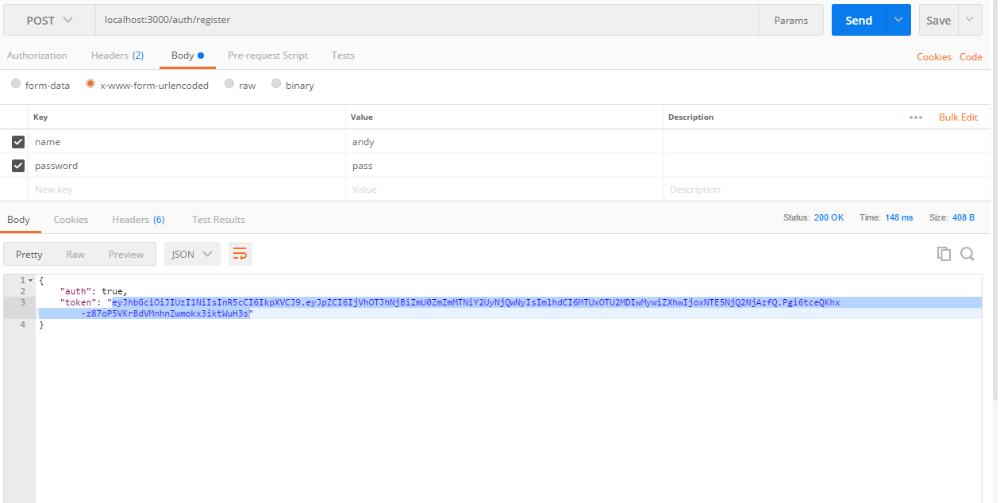 POST localhost:3000/auth/register Params Send Save
Authorization Headers (2) Body Pre-request Script Tests Cookies Code
form-data x-www-form-urlencoded raw binary
Key Value Description ••• Bulk Edit
name andy
password pass
New key Value Description
Body Cookies Headers (6) Test Results Status: 200 OK Time: 148 ms Size: 408 B
Pretty Raw Preview JSON
1 {
2 "auth": true,
3 "token": "eyJhbGciOiJIUzI1NiIsInR5cCI6IkpXVCJ9.eyJpZCI6IjVhOTJhNjBiZmU0ZmZmMTNiY2UyNjQwNyIsImlhdCI6MTUxOTU2MDIwMywiZXhwIjoxNTE5NjQ2NjAzfQ.Pgi6tceQKhx
-z87oP5VKrBdVMnhnZwmokx3iktWuH3s"
4 }